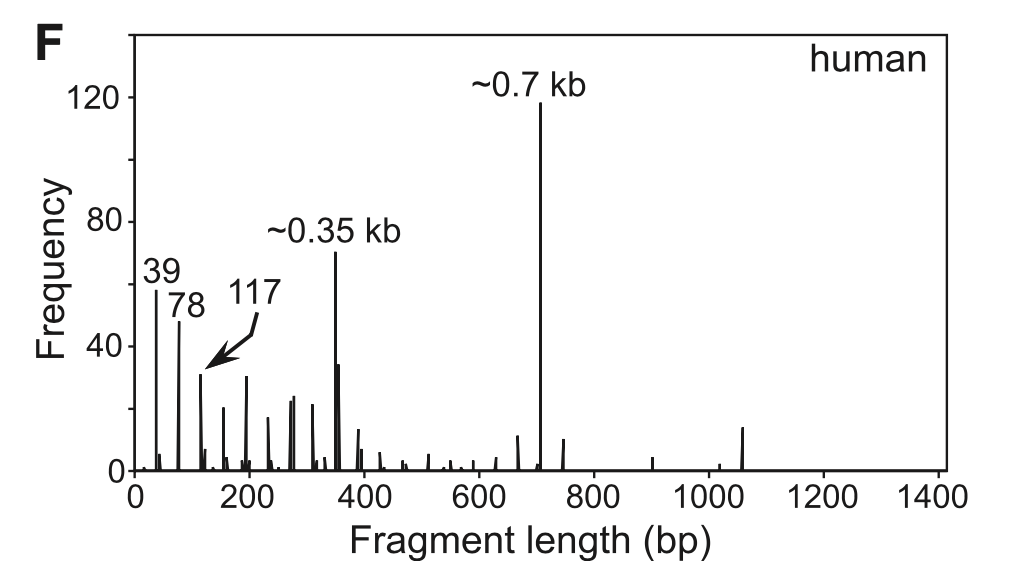 F
human
~0.7 kb
120
80
~0.35 kb
39
78
117
40
0
Frequency
0 200 400 600 800 1000 1200 1400
Fragment length (bp)